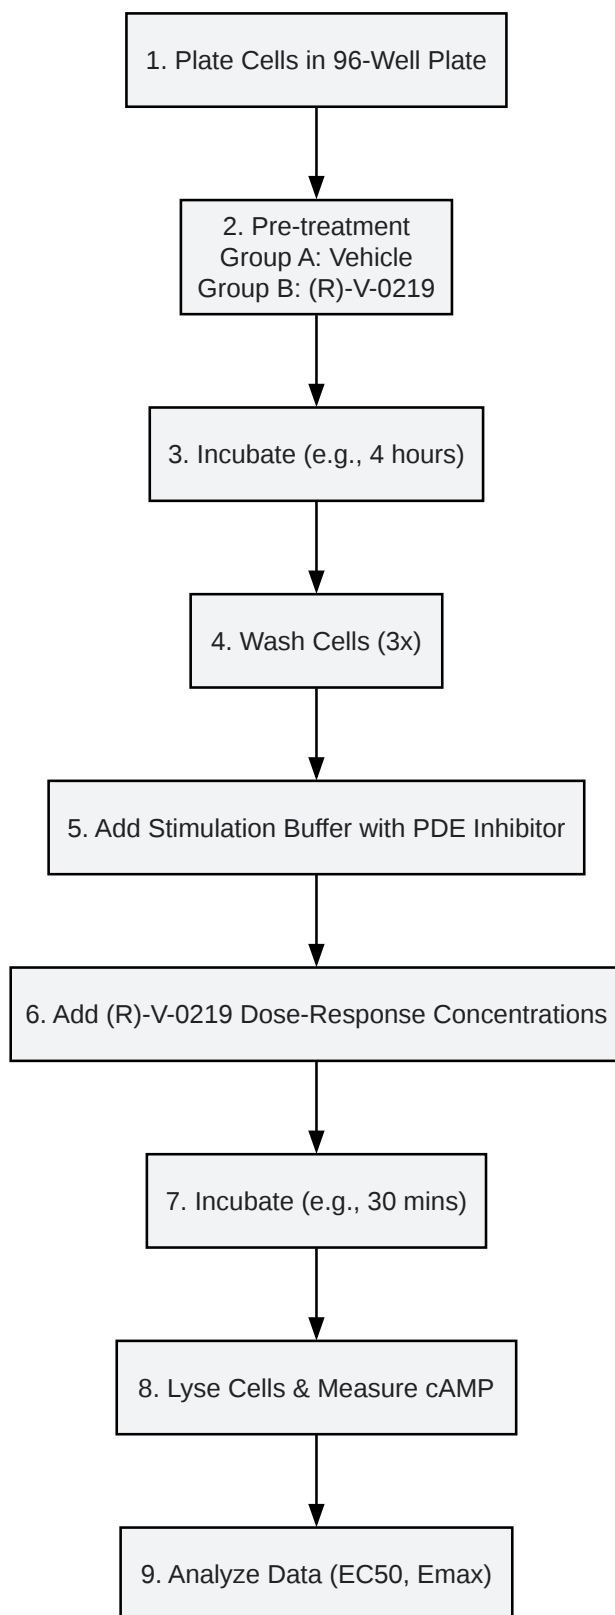 1. Plate Cells in 96-Well Plate
2. Pre-treatment
Group A: Vehicle
Group B: (R)-V-0219
3. Incubate (e.g., 4 hours)
4. Wash Cells (3x)
5. Add Stimulation Buffer with PDE Inhibitor
6. Add (R)-V-0219 Dose-Response Concentrations
7. Incubate (e.g., 30 mins)
8. Lyse Cells & Measure cAMP
9. Analyze Data (EC50, Emax)